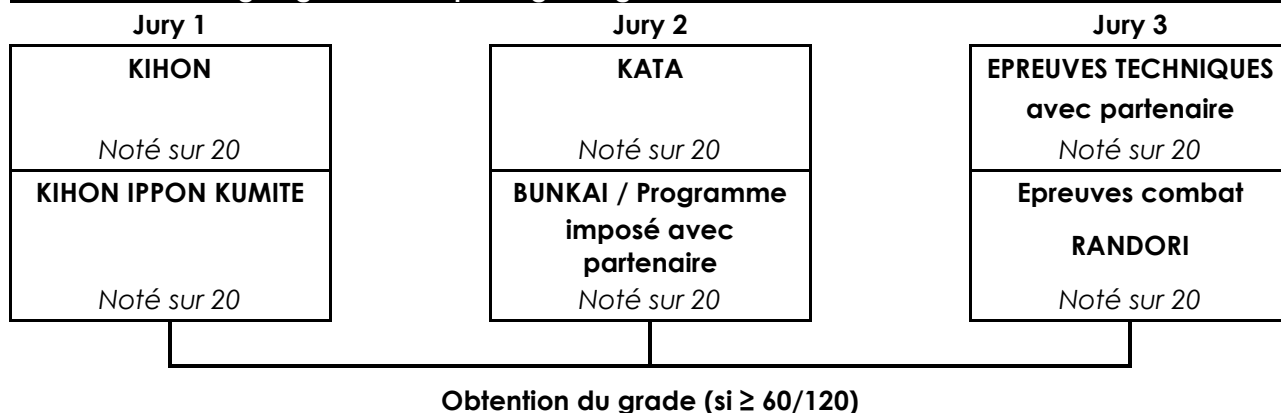 Jury 1
KIHON
Noté sur 20
KIHON IPPON KUMITE
Noté sur 20
Jury 2
KATA
Noté sur 20
BUNKAI / Programme
imposé avec
partenaire
Noté sur 20
Jury 3
EPREUVES TECHNIQUES
avec partenaire
Noté sur 20
Epreuves combat
RANDORI
Noté sur 20
Obtention du grade (si ≥ 60/120)